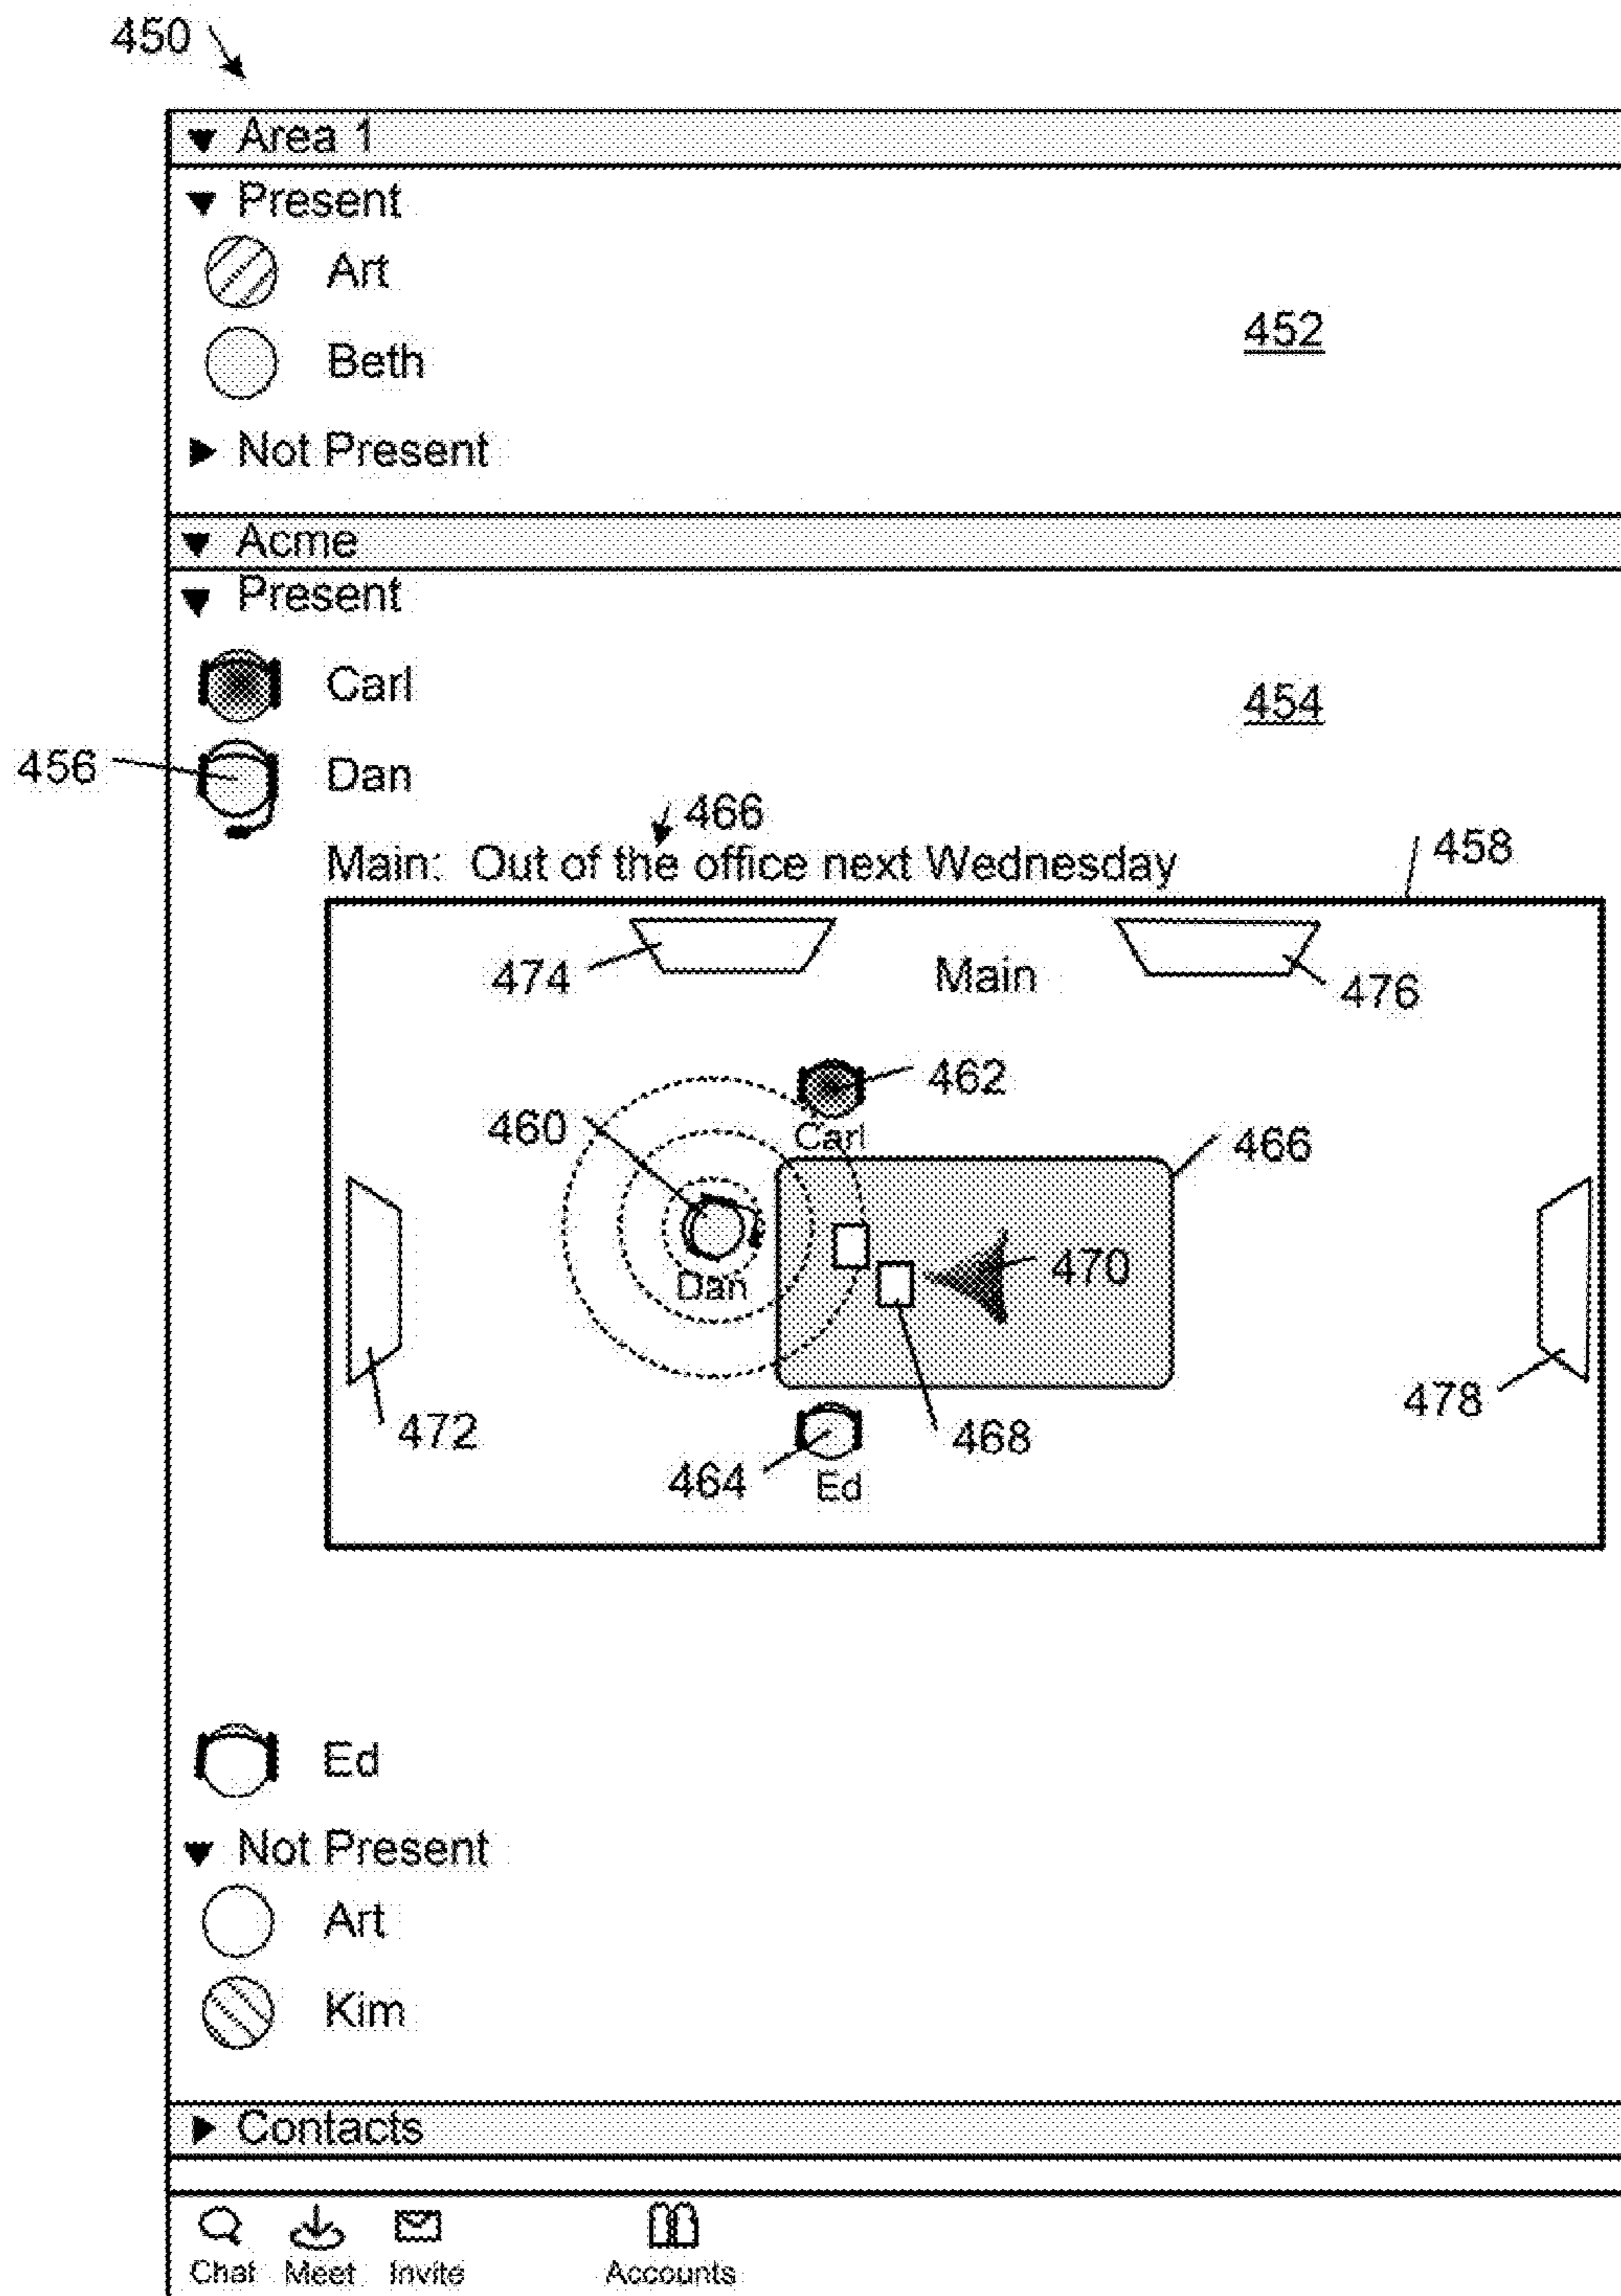 450
Area 1
Present
Art
Beth
452
Not Present
Acme
Present
Carl
454
456
Dan
466
Main: Out of the office next Wednesday
458
474
Main
476
462
460
Carl
466
Dan
470
472
468
478
464
Ed
Ed
Not Present
Art
Kim
Contacts
Chat Meet Invite Accounts